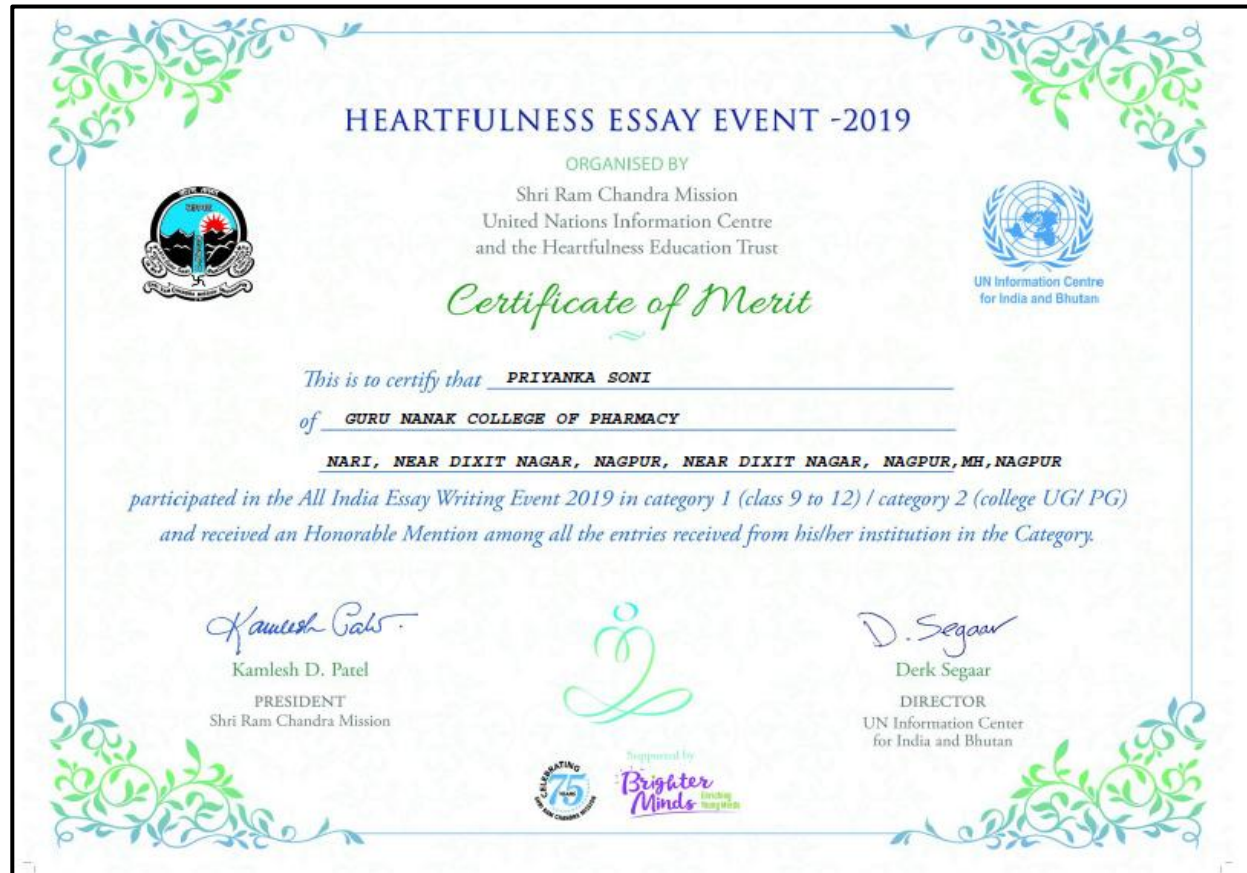 HEARTFULNESS ESSAY EVENT -2019
ORGANISED BY
Shri Ram Chandra Mission
United Nations Information Centre
and the Heartfulness Education Trust
UN Information Centre
for India and Bhutan
Certificate of Merit
This is to certify that PRIYANKA SONI
of GURU NANAK COLLEGE OF PHARMACY
NARI, NEAR DIXIT NAGAR, NAGPUR, NEAR DIXIT NAGAR, NAGPUR,MH,NAGPUR
participated in the All India Essay Writing Event 2019 in category 1 (class 9 to 12) / category 2 (college UG/ PG)
and received an Honorable Mention among all the entries received from his/her institution in the Category.
Kamlesh D. Patel
PRESIDENT
Shri Ram Chandra Mission
D. Segaar
Derk Segaar
DIRECTOR
UN Information Center
for India and Bhutan
CELEBRATING
75
YEARS
SHRI RAM CHANDRA MISSION
Supported by
Brighter
Minds